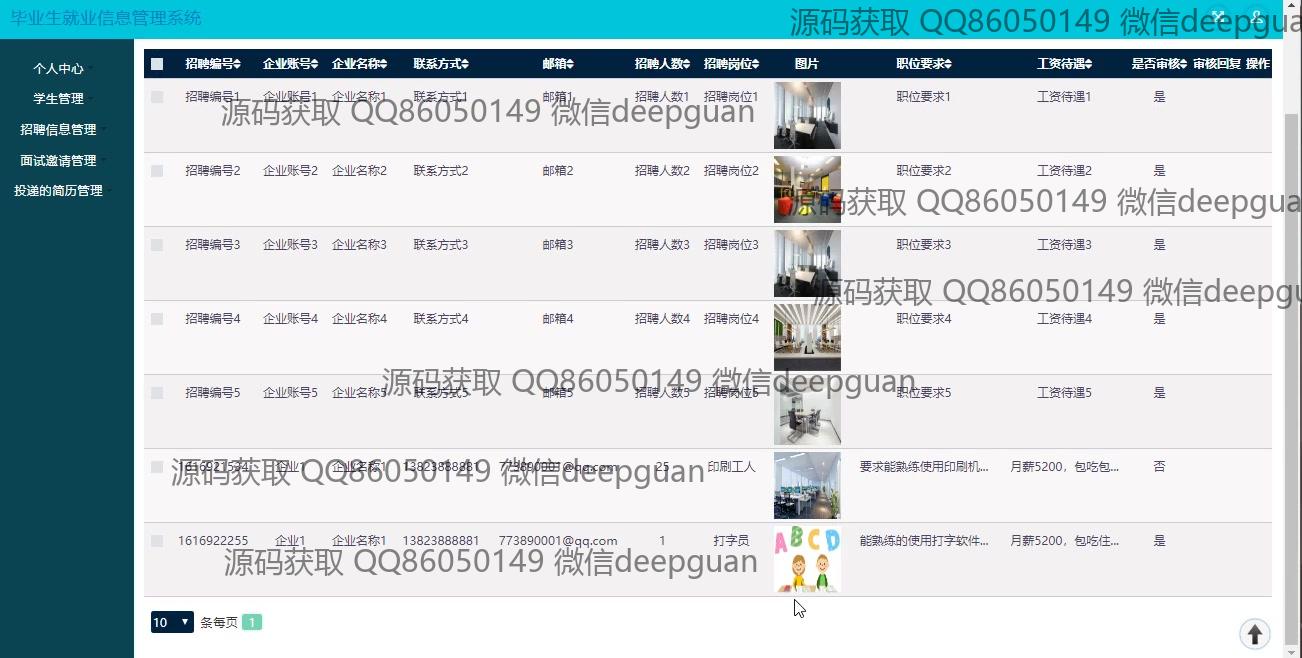 毕业生就业信息管理系统
源码获取 QQ86050149 微信deepgua
个人中心
学生管理
招聘信息管理
面试邀请管理
投递的简历管理
招聘编号 企业账号 企业名称 联系方式 邮箱 招聘人数 招聘岗位 图片 职位要求 工资待遇 是否审核 审核回复 操作
招聘编号1 企业账号1 企业名称1 联系方式1 邮箱1 招聘人数1 招聘岗位1 职位要求1 工资待遇1 是
源码获取 QQ86050149 微信deepguan
招聘编号2 企业账号2 企业名称2 联系方式2 邮箱2 招聘人数2 招聘岗位2 职位要求2 工资待遇2 是
源码获取 QQ86050149 微信deepgua
招聘编号3 企业账号3 企业名称3 联系方式3 邮箱3 招聘人数3 招聘岗位3 职位要求3 工资待遇3 是
源码获取 QQ86050149 微信deepgu
招聘编号4 企业账号4 企业名称4 联系方式4 邮箱4 招聘人数4 招聘岗位4 职位要求4 工资待遇4 是
源码获取 QQ86050149 微信deepguan
招聘编号5 企业账号5 企业名称5 联系方式5 邮箱5 招聘人数5 招聘岗位5 职位要求5 工资待遇5 是
1616921534 企业1 企业名称1 13823888881 773890001@qq.com 25 印刷工人 要求能熟练使用印刷机... 月薪5200，包吃包... 否
源码获取 QQ86050149 微信deepguan
1616922255 企业1 企业名称1 13823888881 773890001@qq.com 1 打字员 ABCD 能熟练的使用打字软件... 月薪5200，包吃住... 是
源码获取 QQ86050149 微信deepguan
10 条每页 1